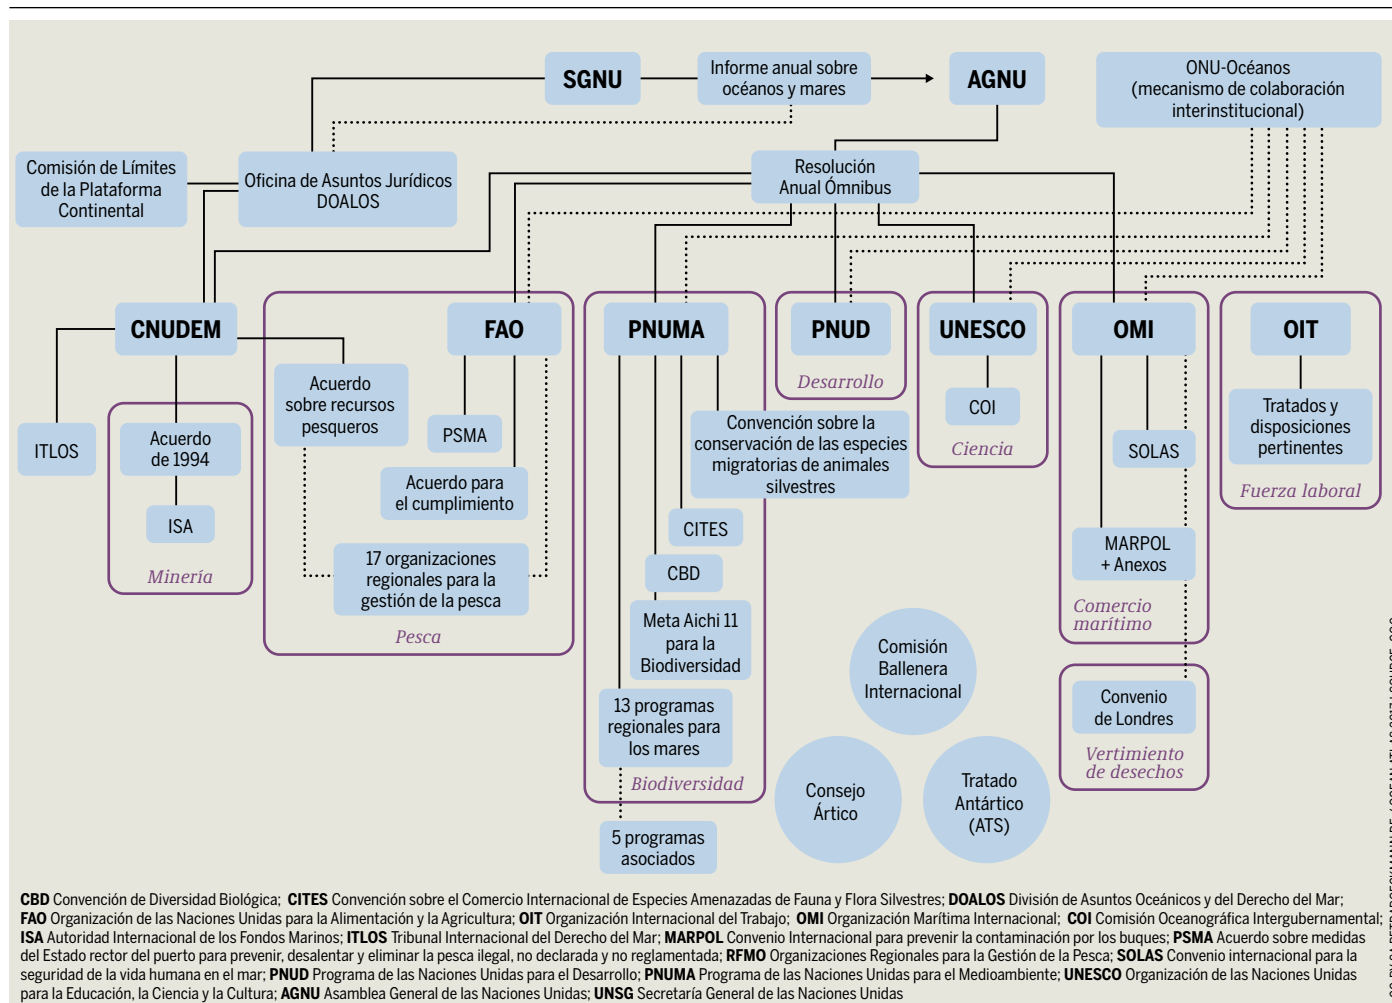 SGNU
Informe anual sobre
océanos y mares
AGNU
ONU-Océanos
(mecanismo de colaboración
interinstitucional)
Comisión de Límites
de la Plataforma
Continental
Oficina de Asuntos Jurídicos
DOALOS
Resolución
Anual Ómnibus
CNUDEM
FAO
PNUMA
PNUD
UNESCO
OMI
OIT
Desarrollo
ITLOS
Acuerdo
de 1994
ISA
Minería
Acuerdo
sobre recursos
pesqueros
PSMA
Acuerdo para
el cumplimiento
17 organizaciones
regionales para la
gestión de la pesca
Pesca
Convención sobre la
conservación de las especies
migratorias de animales
silvestres
CITES
CBD
Meta Aichi 11
para la
Biodiversidad
13 programas
regionales para
los mares
Biodiversidad
5 programas
asociados
COI
Ciencia
SOLAS
MARPOL
+ Anexos
Comercio
marítimo
Tratados y
disposiciones
pertinentes
Fuerza laboral
Convenio
de Londres
Vertimiento
de desechos
Comisión
Ballenera
Internacional
Consejo
Ártico
Tratado
Antártico
(ATS)
CBD Convención de Diversidad Biológica; CITES Convención sobre el Comercio Internacional de Especies Amenazadas de Fauna y Flora Silvestres; DOALOS División de Asuntos Oceánicos y del Derecho del Mar;
FAO Organización de las Naciones Unidas para la Alimentación y la Agricultura; OIT Organización Internacional del Trabajo; OMI Organización Marítima Internacional; COI Comisión Oceanográfica Intergubernamental;
ISA Autoridad Internacional de los Fondos Marinos; ITLOS Tribunal Internacional del Derecho del Mar; MARPOL Convenio Internacional para prevenir la contaminación por los buques; PSMA Acuerdo sobre medidas
del Estado rector del puerto para prevenir, desalentar y eliminar la pesca ilegal, no declarada y no reglamentada; RFMO Organizaciones Regionales para la Gestión de la Pesca; SOLAS Convenio internacional para la
seguridad de la vida humana en el mar; PNUD Programa de las Naciones Unidas para el Desarrollo; PNUMA Programa de las Naciones Unidas para el Medioambiente; UNESCO Organización de las Naciones Unidas
para la Educación, la Ciencia y la Cultura; AGNU Asamblea General de las Naciones Unidas; UNSG Secretaría General de las Naciones Unidas